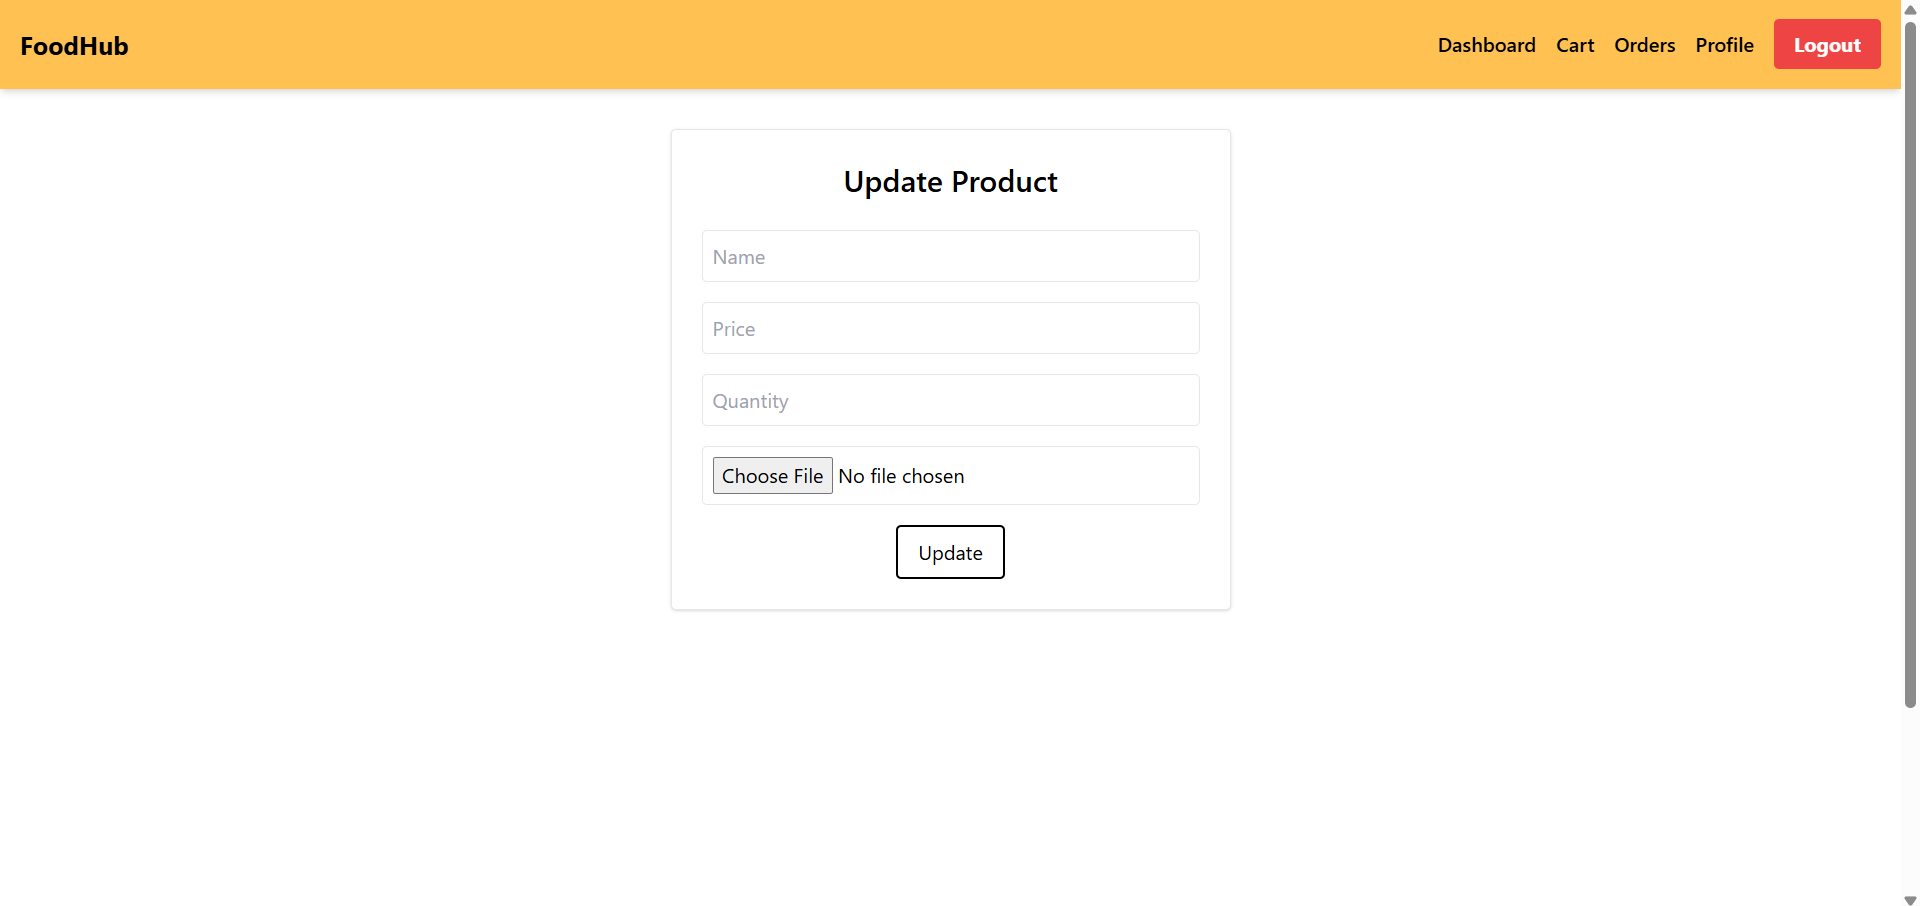 FoodHub
Dashboard Cart Orders Profile Logout
Update Product
Name
Price
Quantity
Choose File No file chosen
Update